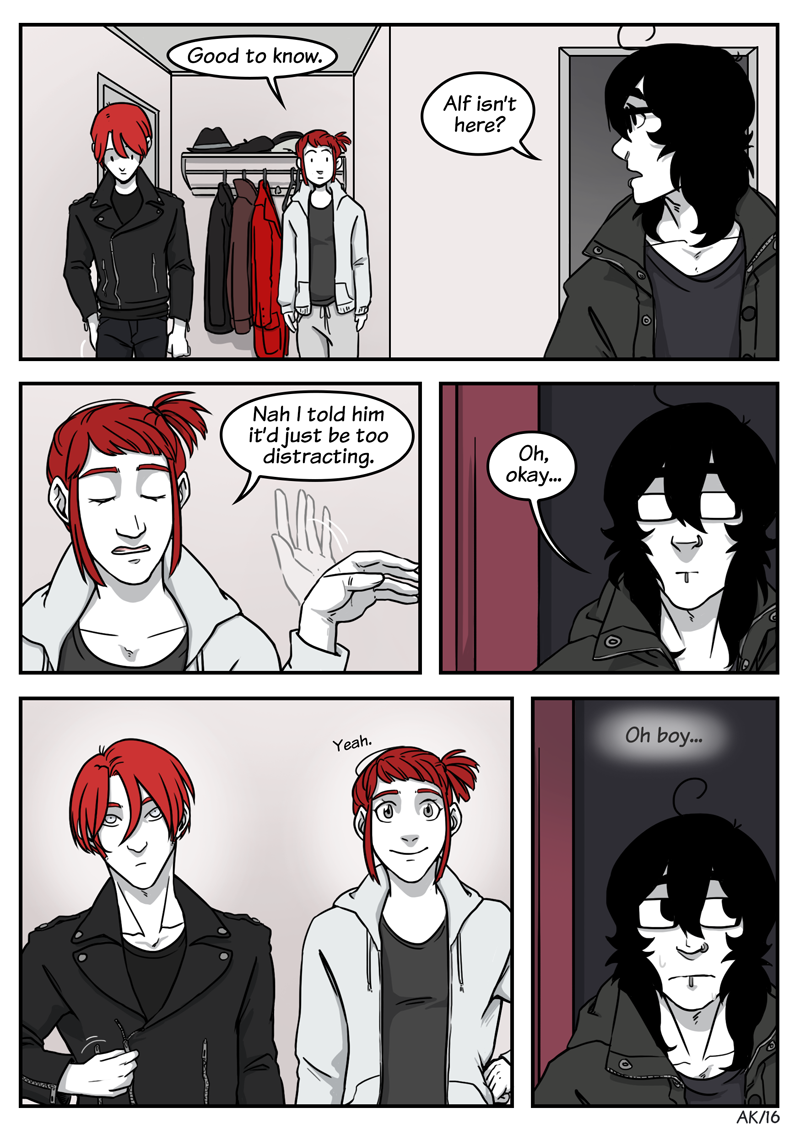 Good to know.
Alf isn't
here?
Nah I told him
it'd just be too
distracting.
Oh,
okay...
Yeah.
Oh boy...
AK/16